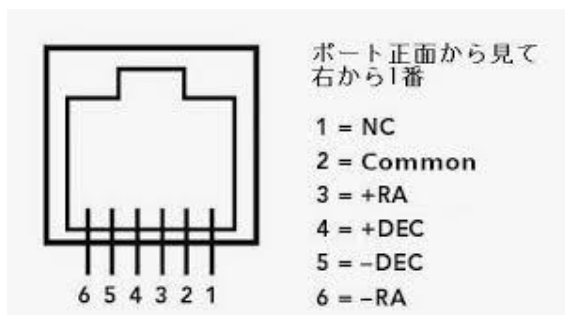 ポート正面から見て
右から1番
1 = NC
2 = Common
3 = +RA
4 = +DEC
5 = −DEC
6 = −RA
6 5 4 3 2 1